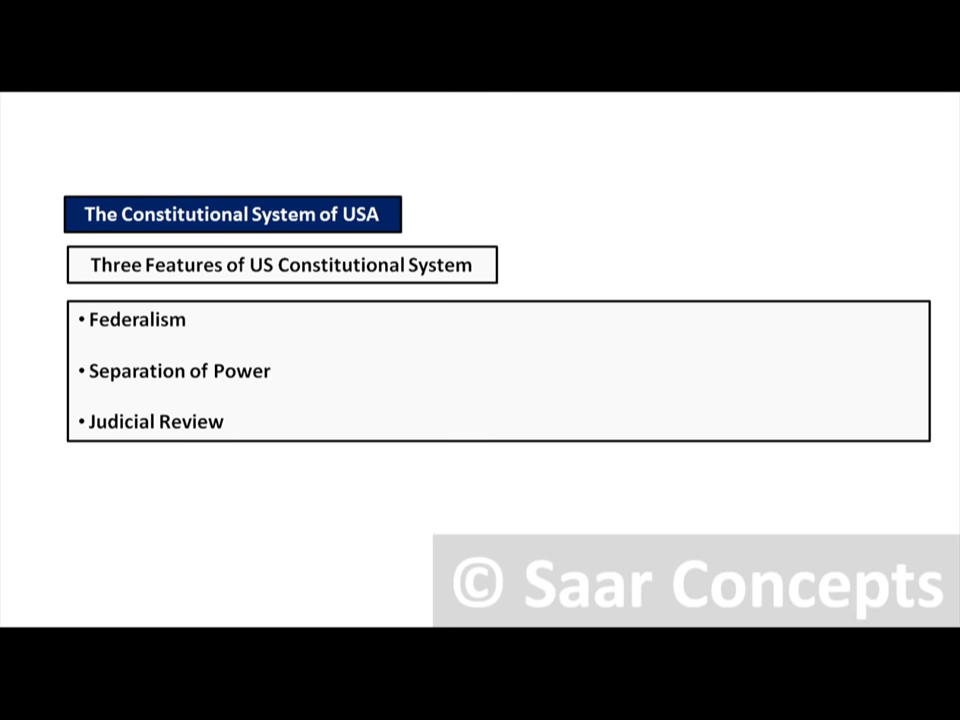 The Constitutional System of USA
Three Features of US Constitutional System
• Federalism
• Separation of Power
• Judicial Review
© Saar Concepts